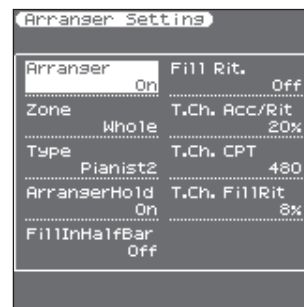 Arranger Setting
Arranger
On
Zone
Whole
Type
Pianist2
ArrangerHold
On
FillInHalfBar
Off
Fill Rit.
Off
T.Ch. Acc/Rit
20%
T.Ch. CPT
480
T.Ch. FillRit
8%